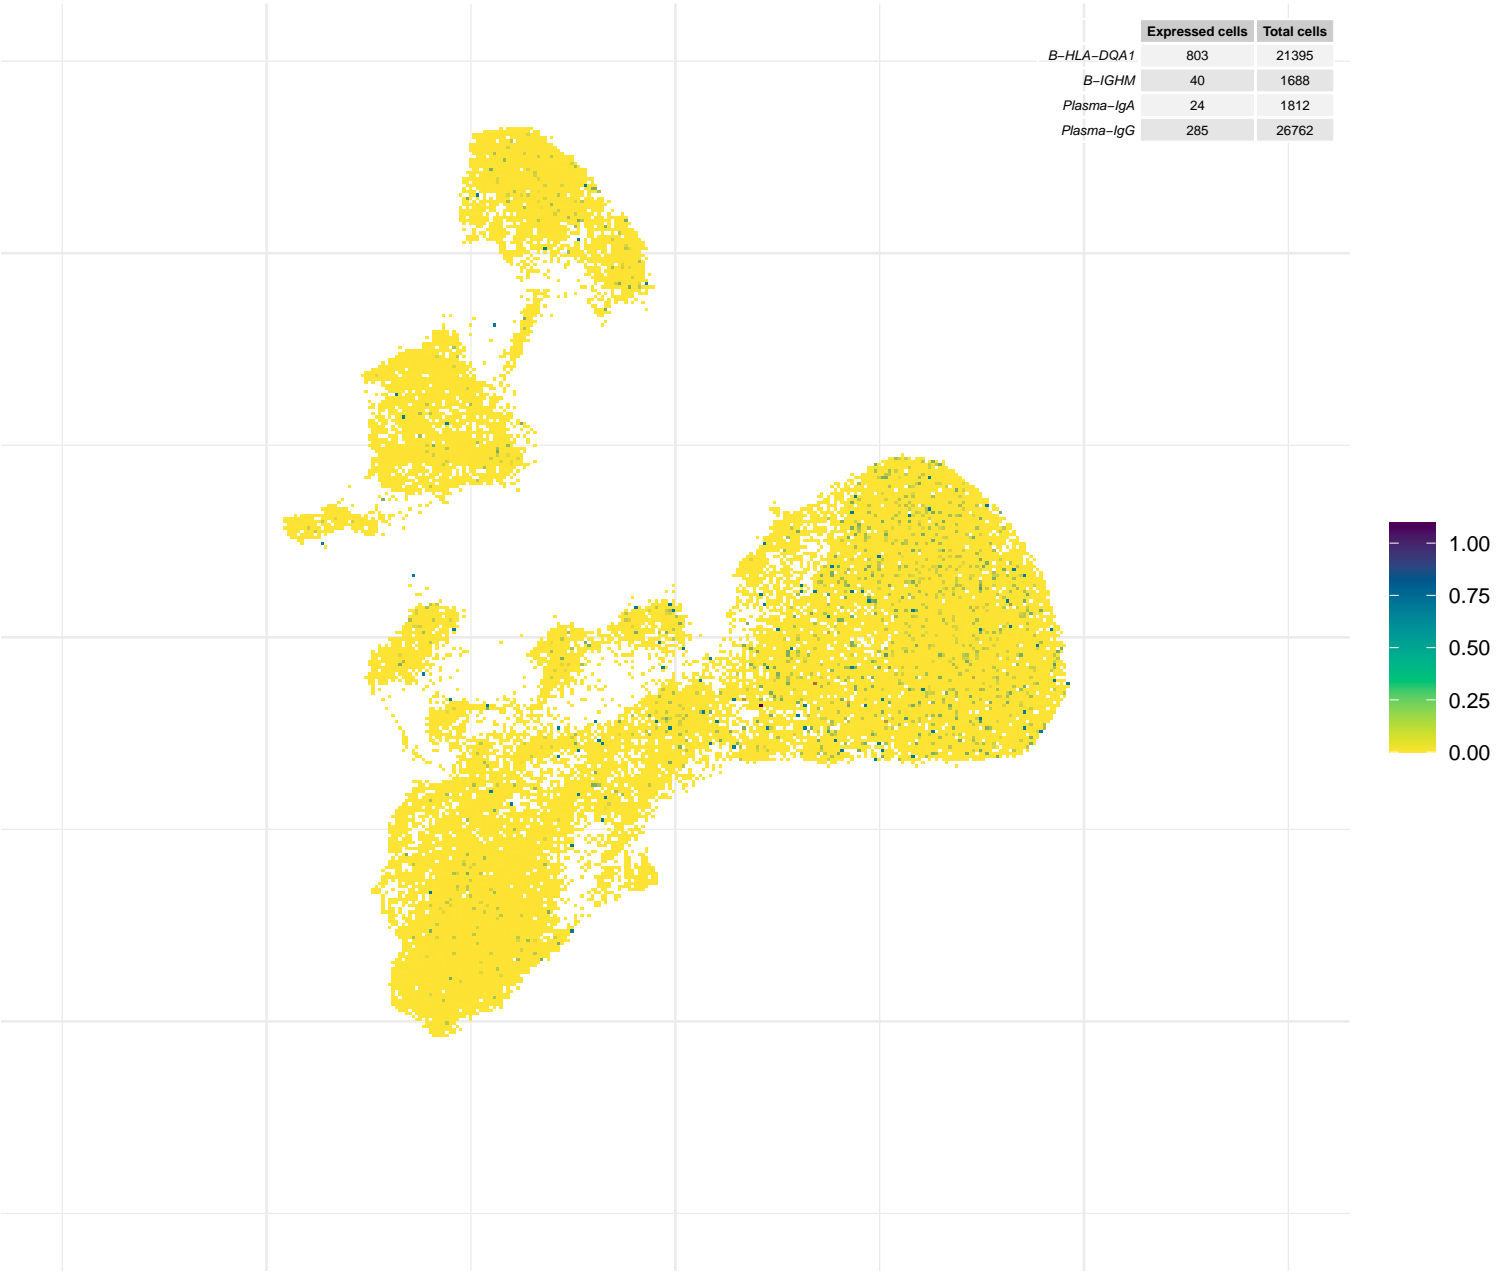 Expressed cells Total cells
B−HLA−DQA1 803 21395
B−IGHM 40 1688
Plasma−IgA 24 1812
Plasma−IgG 285 26762
1.00
0.75
0.50
0.25
0.00